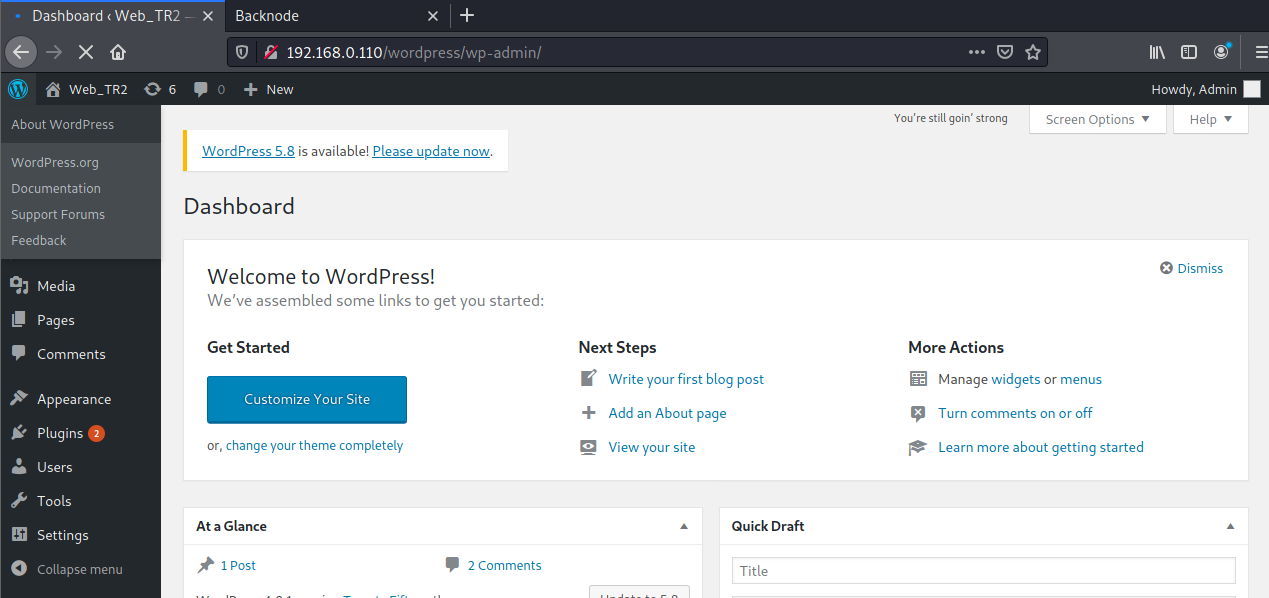 Dashboard ‹ Web_TR2 —
Backnode
192.168.0.110/wordpress/wp-admin/
Web_TR2 6 0 New
Howdy, Admin
About WordPress
WordPress.org
Documentation
Support Forums
Feedback
Media
Pages
Comments
Appearance
Plugins 2
Users
Tools
Settings
Collapse menu
You're still goin' strong
Screen Options
Help
WordPress 5.8 is available! Please update now.
Dashboard
Welcome to WordPress!
We've assembled some links to get you started:
Dismiss
Get Started
Customize Your Site
or, change your theme completely
Next Steps
Write your first blog post
Add an About page
View your site
More Actions
Manage widgets or menus
Turn comments on or off
Learn more about getting started
At a Glance
1 Post
2 Comments
Update to 5.8
Quick Draft
Title